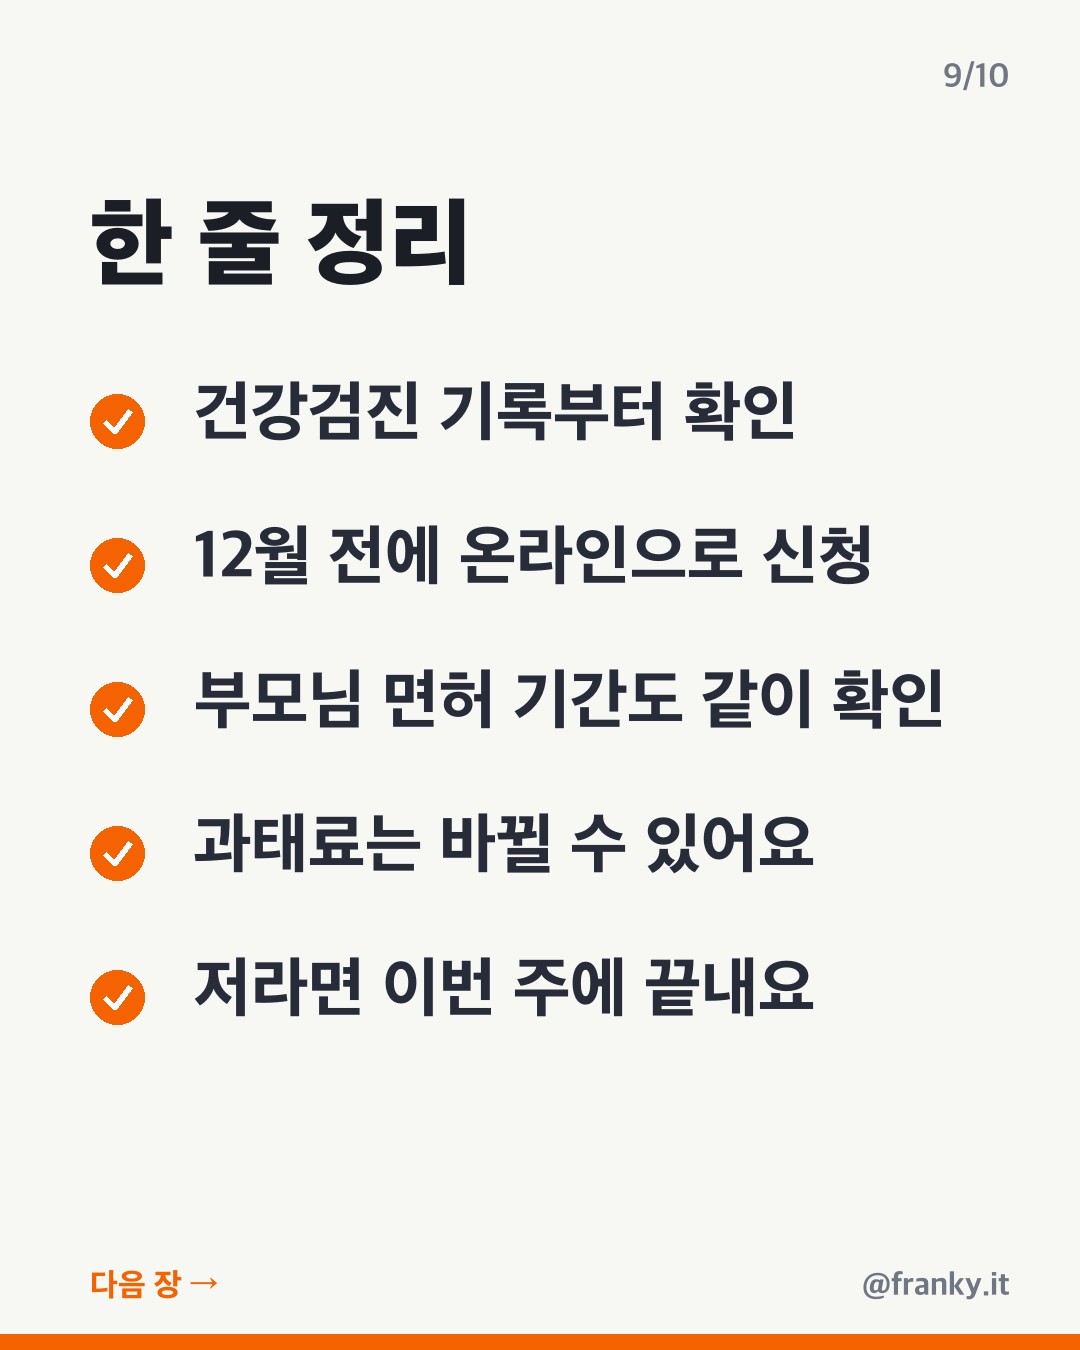 9/10
한 줄 정리
건강검진 기록부터 확인
12월 전에 온라인으로 신청
부모님 면허 기간도 같이 확인
과태료는 바뀔 수 있어요
저라면 이번 주에 끝내요
다음 장 →
@franky.it